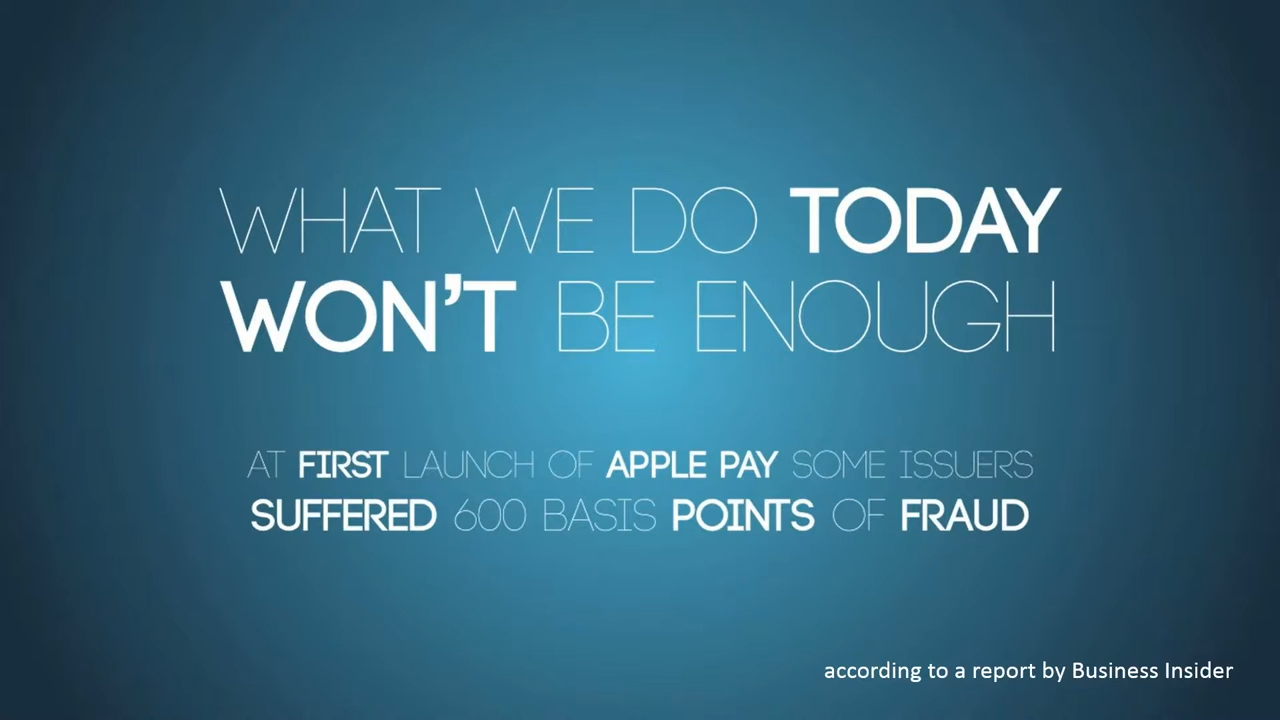 WHAT WE DO TODAY
WON'T BE ENOUGH
AT FIRST LAUNCH OF APPLE PAY SOME ISSUERS
SUFFERED 600 BASIS POINTS OF FRAUD
according to a report by Business Insider